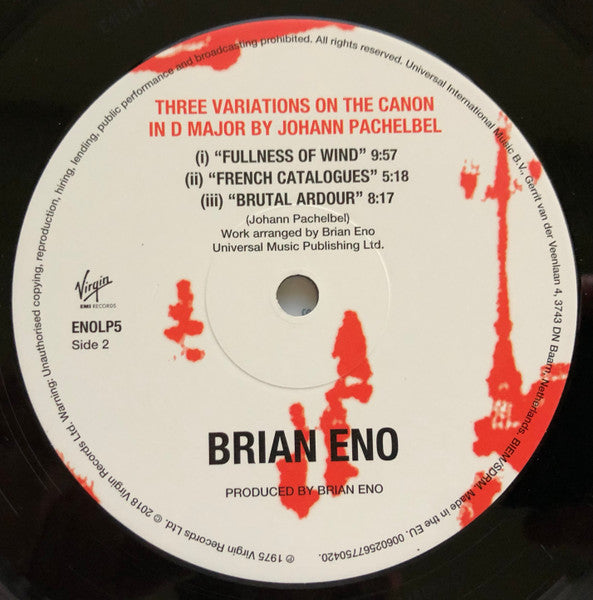 THREE VARIATIONS ON THE CANON
IN D MAJOR BY JOHANN PACHELBEL
(i) “FULLNESS OF WIND” 9:57
(ii) “FRENCH CATALOGUES” 5:18
(iii) “BRUTAL ARDOUR” 8:17
(Johann Pachelbel)
Work arranged by Brian Eno
Universal Music Publishing Ltd.
Virgin
EMI RECORDS
ENOLP5
Side 2
BRIAN ENO
PRODUCED BY BRIAN ENO
℗ 1975 Virgin Records Ltd. © 2018 Virgin Records Ltd. Warning: Unauthorised copying, reproduction, hiring, lending, public performance and broadcasting prohibited. All rights reserved. Universal International Music B.V., Gerrit van der Veenlaan 4, 3743 DN Baarn, Netherlands. BIEM/SDRM. Made in the EU. 00602567750420.